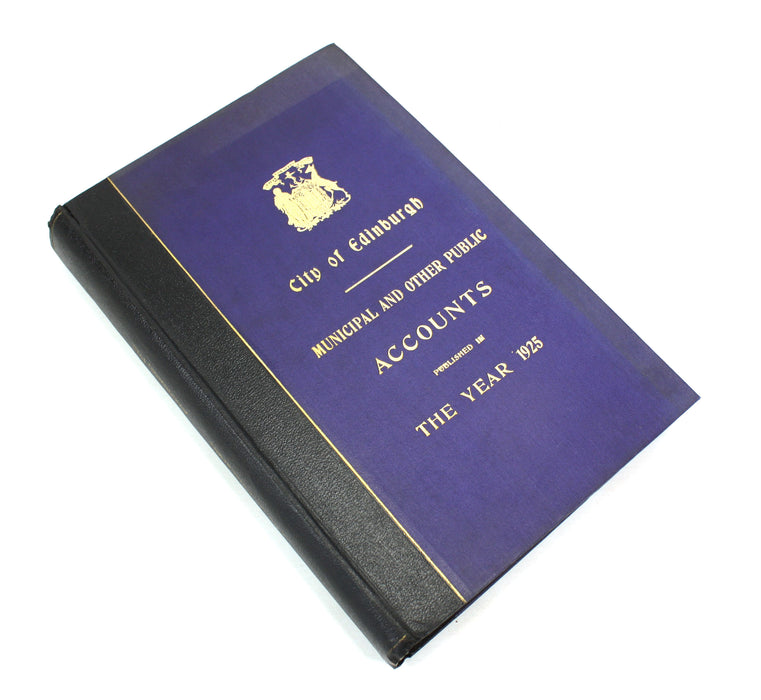 City of Edinburgh
MUNICIPAL AND OTHER PUBLIC
ACCOUNTS
PUBLISHED IN
THE YEAR 1925